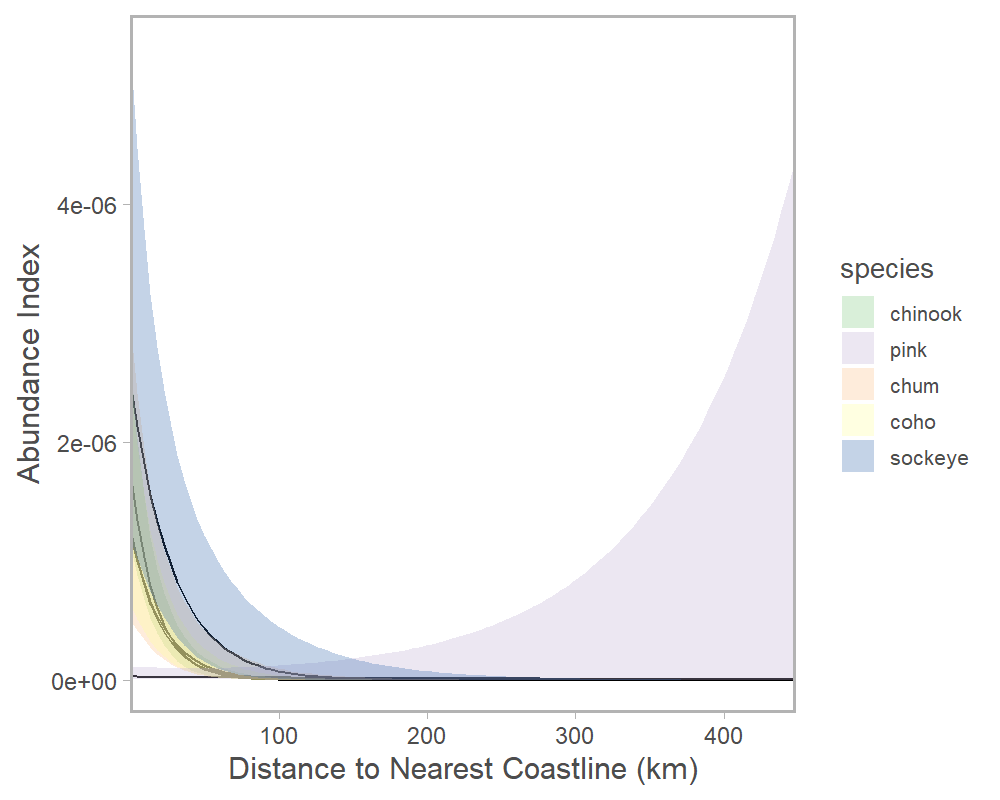 Abundance Index
4e-06
2e-06
0e+00
100
200
300
400
Distance to Nearest Coastline (km)
species
chinook
pink
chum
coho
sockeye